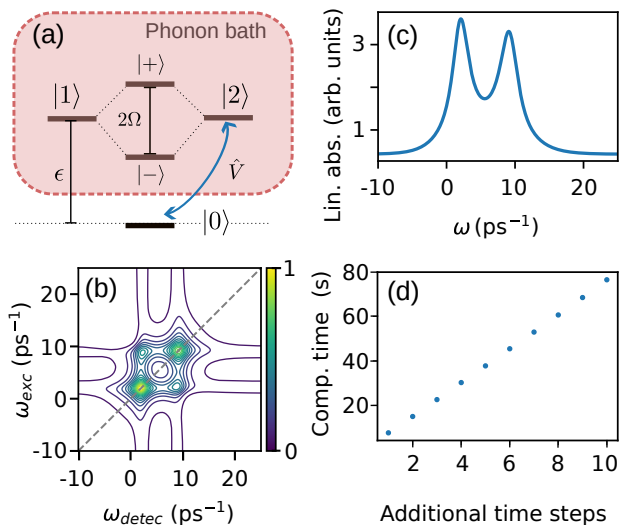 (a)
Phonon bath
|+⟩
|1⟩
|2⟩
2Ω
|−⟩
ϵ
V̂
|0⟩
(c)
Lin. abs. (arb. units)
3
1
-10
0
10
20
ω (ps⁻¹)
(b)
ω_exc (ps⁻¹)
20
10
0
-10
-10
0
10
20
ω_detec (ps⁻¹)
1
0
(d)
Comp. time (s)
80
60
40
20
2
4
6
8
10
Additional time steps